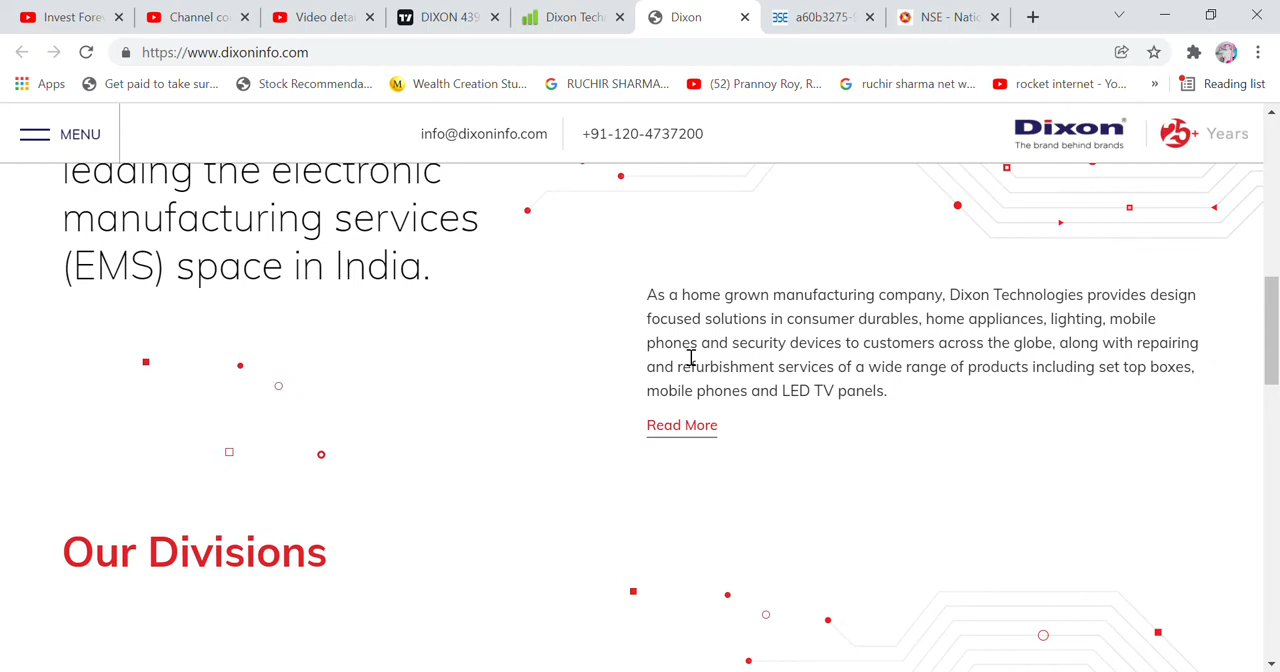 Invest Fore
Channel co
Video detai
DIXON 439
Dixon Techn
Dixon
a60b3275-9
NSE - Natio
https://www.dixoninfo.com
Apps
Get paid to take sur...
Stock Recommenda...
Wealth Creation Stu...
RUCHIR SHARMA...
(52) Prannoy Roy, R...
ruchir sharma net w...
rocket internet - Yo...
»
Reading list
MENU
info@dixoninfo.com
+91-120-4737200
Dixon
The brand behind brands
25+ Years
leading the electronic
manufacturing services
(EMS) space in India.
As a home grown manufacturing company, Dixon Technologies provides design
focused solutions in consumer durables, home appliances, lighting, mobile
phones and security devices to customers across the globe, along with repairing
and refurbishment services of a wide range of products including set top boxes,
mobile phones and LED TV panels.
Read More
Our Divisions